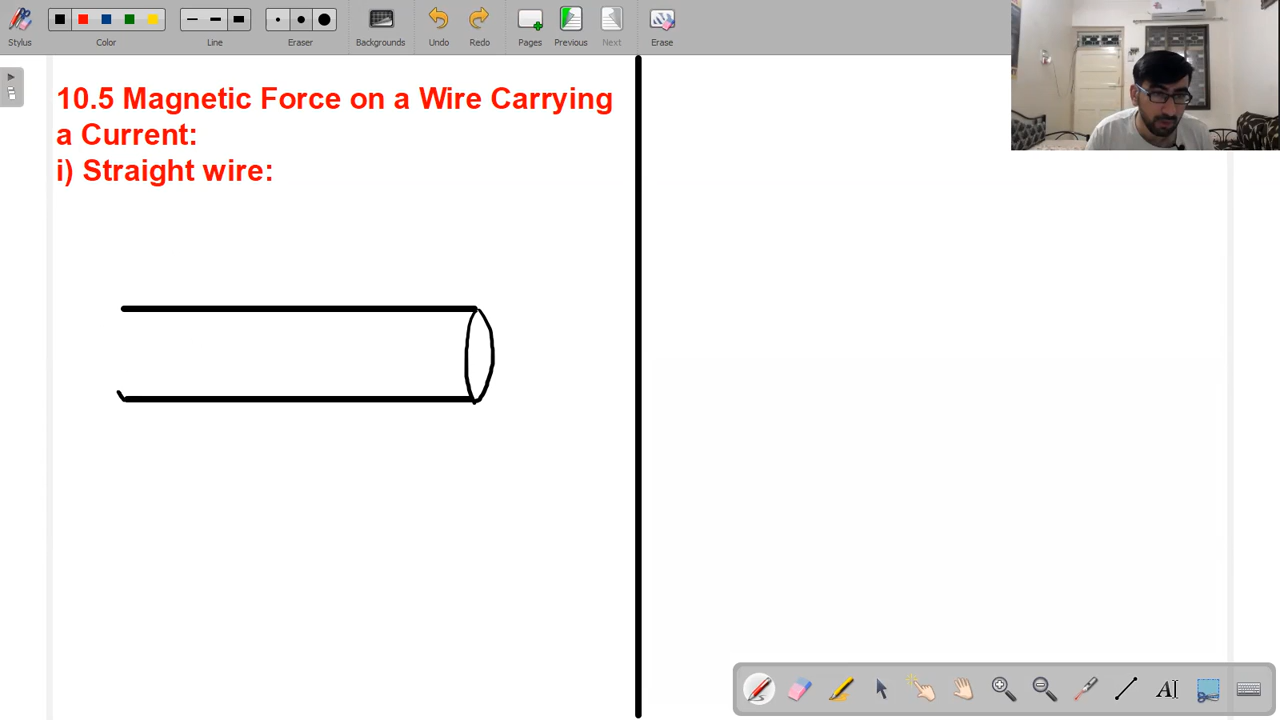 Stylus
Color
Line
Eraser
Backgrounds
Undo
Redo
Pages
Previous
Next
Erase
10.5 Magnetic Force on a Wire Carrying
a Current:
i) Straight wire: